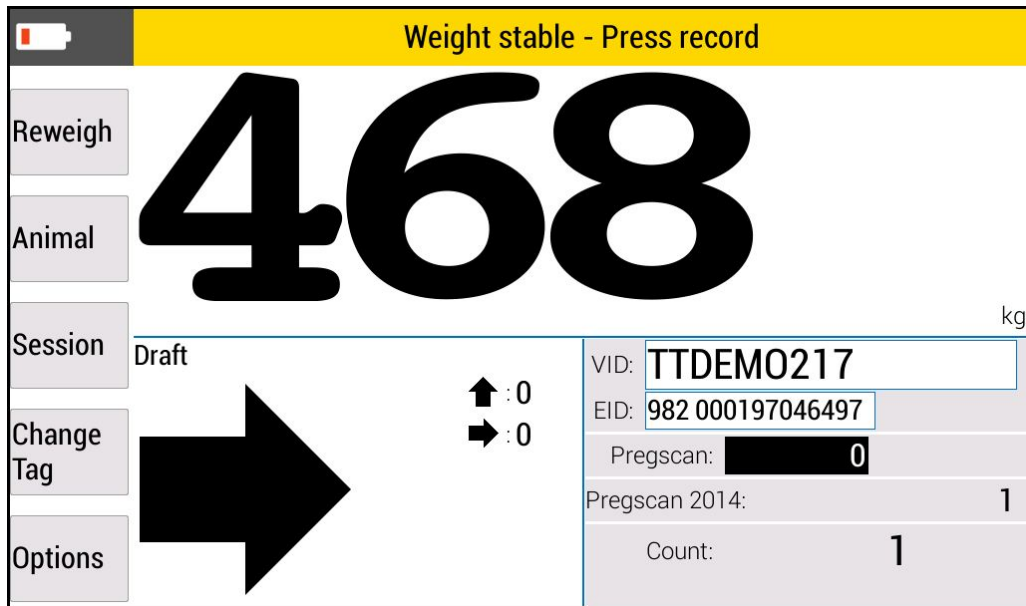 Weight stable - Press record
Reweigh
468
Animal
kg
Session
Draft
: 0
: 0
Change
Tag
Options
VID: TTDEMO217
EID: 982 000197046497
Pregscan: 0
Pregscan 2014: 1
Count: 1